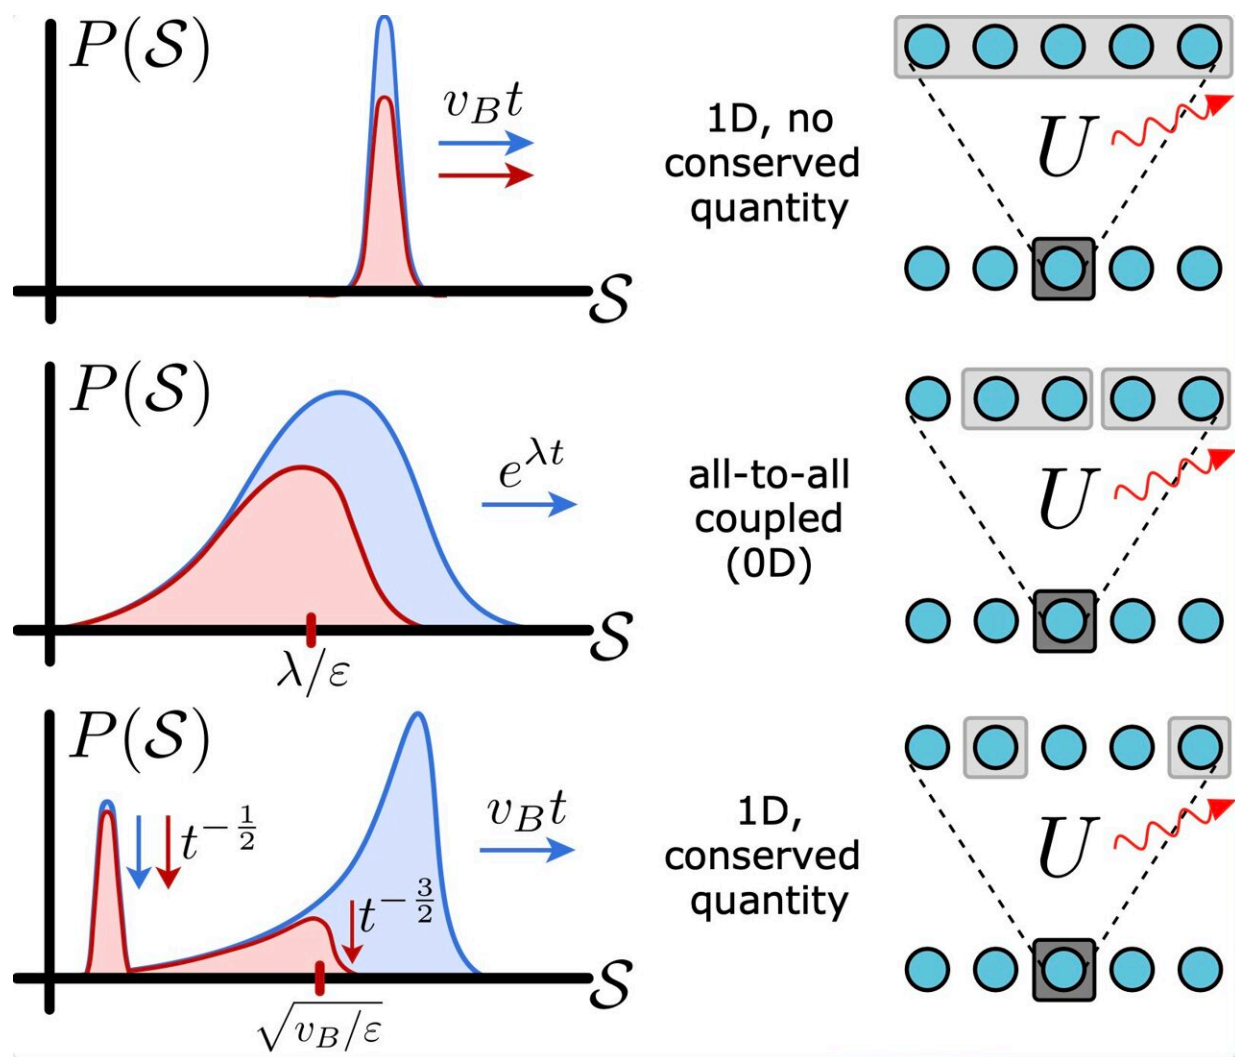 P(𝒮)
v_B t
𝒮
1D, no
conserved
quantity
U
P(𝒮)
e^{λt}
𝒮
λ/ε
all-to-all
coupled
(0D)
U
P(𝒮)
t^{-1/2}
t^{-3/2}
v_B t
𝒮
√(v_B/ε)
1D,
conserved
quantity
U